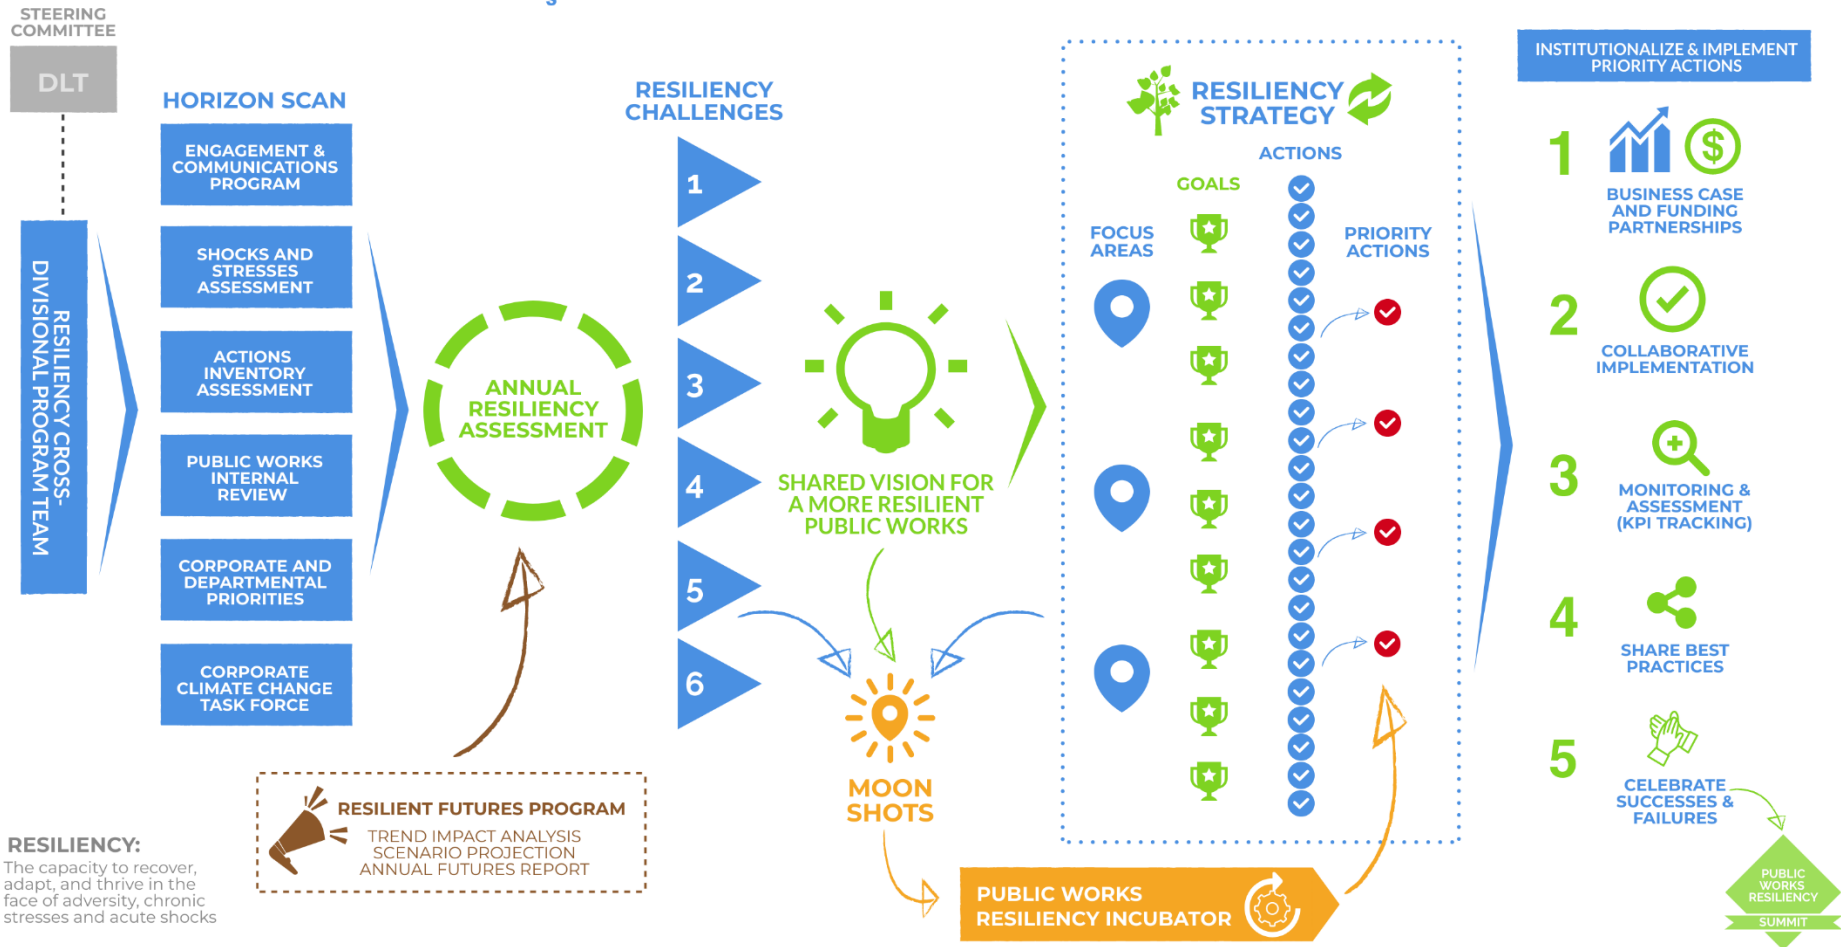 STEERING
COMMITTEE
DLT
RESILIENCY CROSS-
DIVISIONAL PROGRAM TEAM
HORIZON SCAN
ENGAGEMENT &
COMMUNICATIONS
PROGRAM
SHOCKS AND
STRESSES
ASSESSMENT
ACTIONS
INVENTORY
ASSESSMENT
PUBLIC WORKS
INTERNAL
REVIEW
CORPORATE AND
DEPARTMENTAL
PRIORITIES
CORPORATE
CLIMATE CHANGE
TASK FORCE
ANNUAL
RESILIENCY
ASSESSMENT
RESILIENT FUTURES PROGRAM
TREND IMPACT ANALYSIS
SCENARIO PROJECTION
ANNUAL FUTURES REPORT
RESILIENCY:
The capacity to recover,
adapt, and thrive in the
face of adversity, chronic
stresses and acute shocks
RESILIENCY
CHALLENGES
1
2
3
4
5
6
SHARED VISION FOR
A MORE RESILIENT
PUBLIC WORKS
MOON
SHOTS
PUBLIC WORKS
RESILIENCY INCUBATOR
RESILIENCY
STRATEGY
FOCUS
AREAS
GOALS
ACTIONS
PRIORITY
ACTIONS
INSTITUTIONALIZE & IMPLEMENT
PRIORITY ACTIONS
1
$
BUSINESS CASE
AND FUNDING
PARTNERSHIPS
2
COLLABORATIVE
IMPLEMENTATION
3
MONITORING &
ASSESSMENT
(KPI TRACKING)
4
SHARE BEST
PRACTICES
5
CELEBRATE
SUCCESSES &
FAILURES
PUBLIC
WORKS
RESILIENCY
SUMMIT